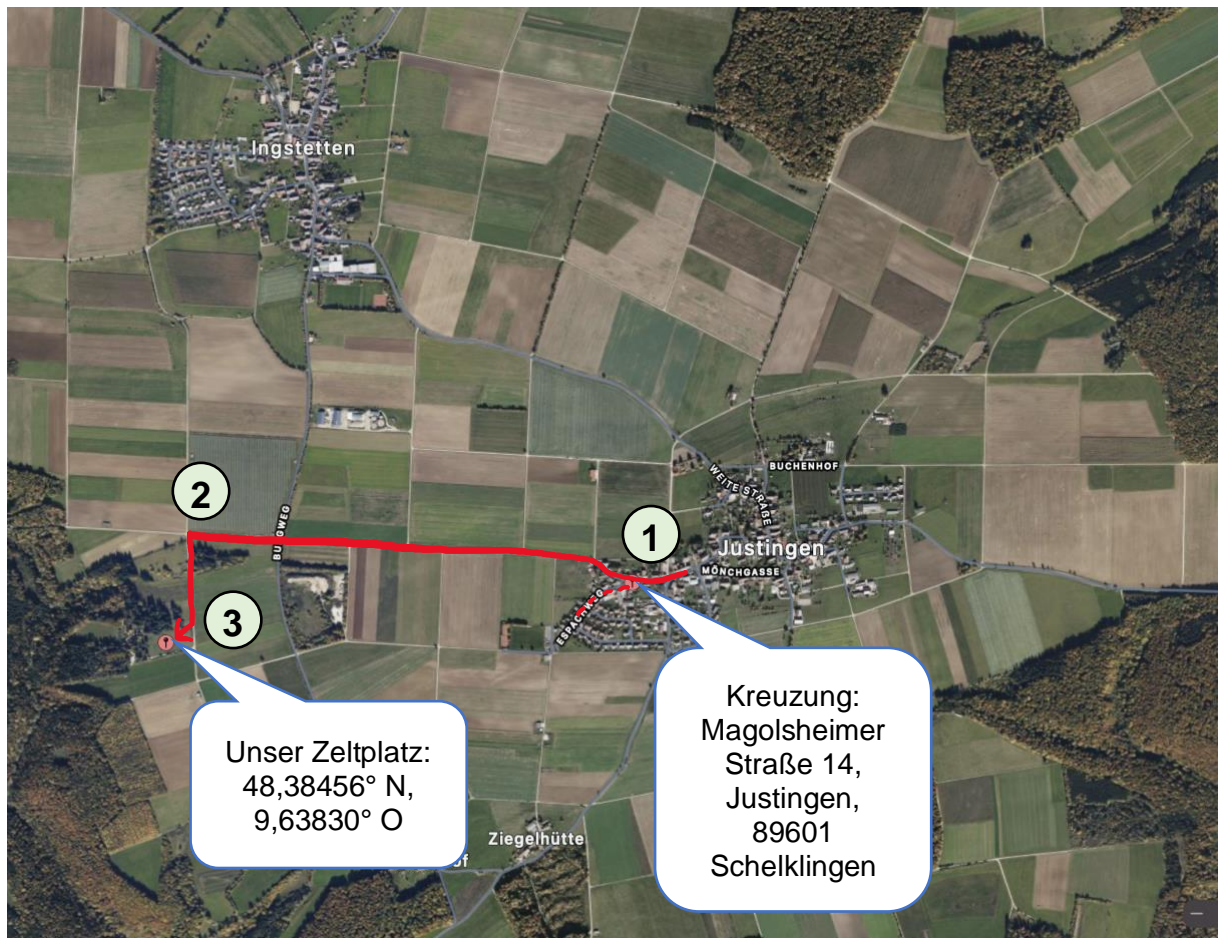 Ingstetten
BUCHENHOF
WEITE STRAßE
2
BURGWEG
1
Justingen
MÖNCHGASSE
ESPACHWEG
3
Unser Zeltplatz:
48,38456° N,
9,63830° O
Kreuzung:
Magolsheimer
Straße 14,
Justingen,
89601
Schelklingen
Ziegelhütte